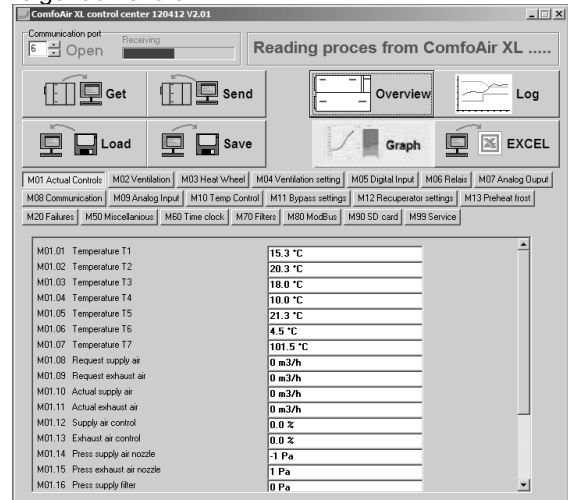 ComfoAir XL control center 120412 V2.01
Communication port
6 Open Receiving
Reading proces from ComfoAir XL .....
Get Send Overview Log
Load Save Graph EXCEL
M01 Actual Controls M02 Ventilation M03 Heat Wheel M04 Ventilation setting M05 Digital Input M06 Relais M07 Analog Ouput
M08 Communication M09 Analog Input M10 Temp Control M11 Bypass settings M12 Recuperator settings M13 Preheat frost
M20 Failures M50 Miscellanious M60 Time clock M70 Filters M80 ModBus M90 SD card M99 Service
M01.01 Temperature T1 15.3 °C
M01.02 Temperature T2 20.3 °C
M01.03 Temperature T3 18.0 °C
M01.04 Temperature T4 10.0 °C
M01.05 Temperature T5 21.3 °C
M01.06 Temperature T6 4.5 °C
M01.07 Temperature T7 101.5 °C
M01.08 Request supply air 0 m3/h
M01.09 Request exhaust air 0 m3/h
M01.10 Actual supply air 0 m3/h
M01.11 Actual exhaust air 0 m3/h
M01.12 Supply air control 0.0 %
M01.13 Exhaust air control 0.0 %
M01.14 Press supply air nozzle -1 Pa
M01.15 Press exhaust air nozzle 1 Pa
M01.16 Press supply filter 0 Pa